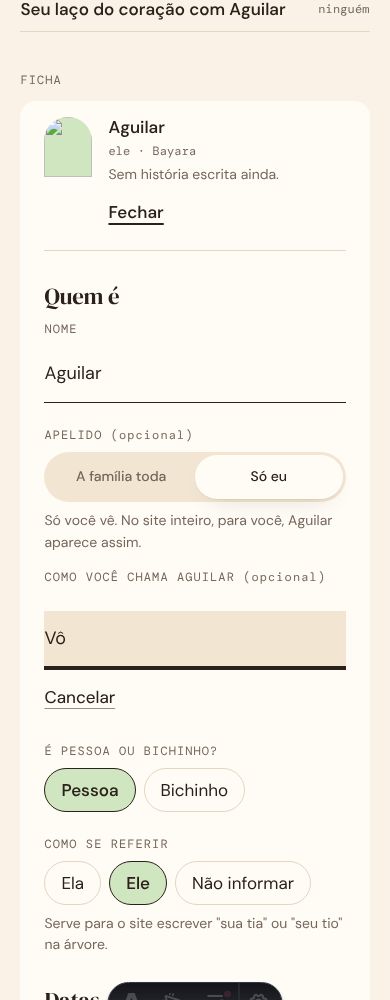 Seu laço do coração com Aguilar
ninguém
FICHA
Aguilar
ele · Bayara
Sem história escrita ainda.
Fechar
Quem é
NOME
Aguilar
APELIDO (opcional)
A família toda
Só eu
Só você vê. No site inteiro, para você, Aguilar
aparece assim.
COMO VOCÊ CHAMA AGUILAR (opcional)
Vô
Cancelar
É PESSOA OU BICHINHO?
Pessoa
Bichinho
COMO SE REFERIR
Ela
Ele
Não informar
Serve para o site escrever "sua tia" ou "seu tio"
na árvore.
Datas